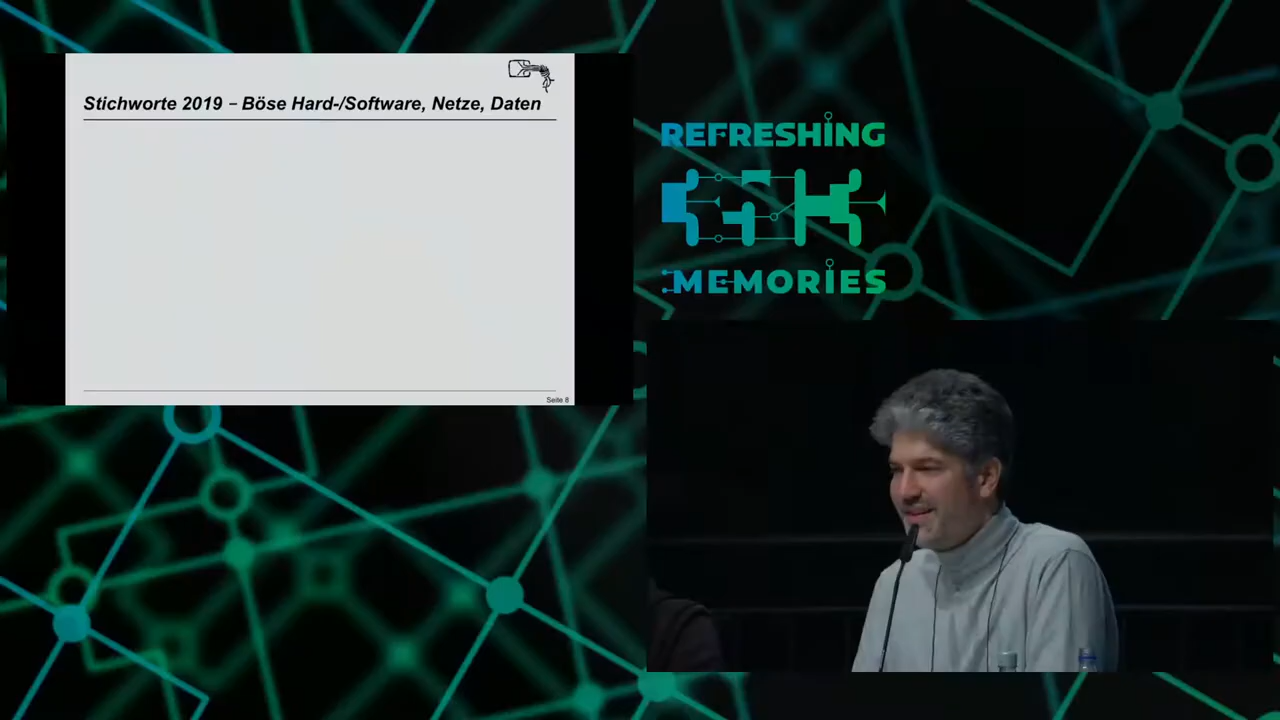 Stichworte 2019 – Böse Hard-/Software, Netze, Daten
Seite 8
REFRESHING
MEMORIES